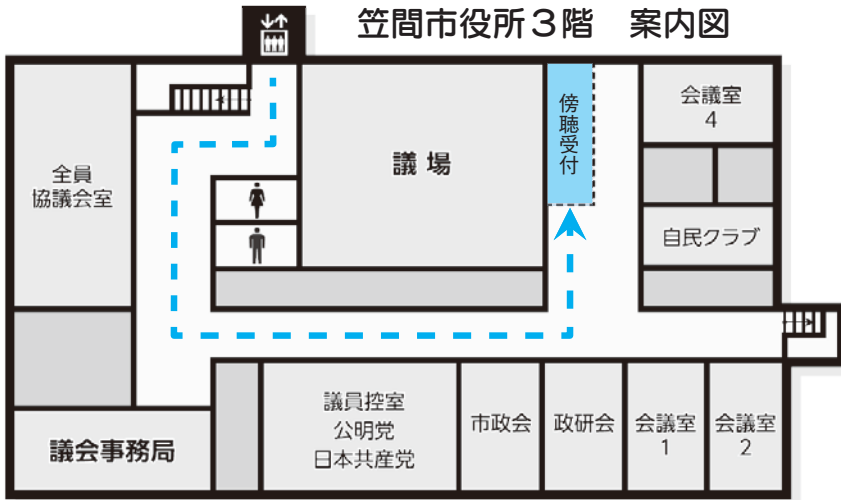 笠間市役所３階　案内図
全員
協議会室
議場
傍聴受付
会議室
4
自民クラブ
議会事務局
議員控室
公明党
日本共産党
市政会
政研会
会議室
1
会議室
2